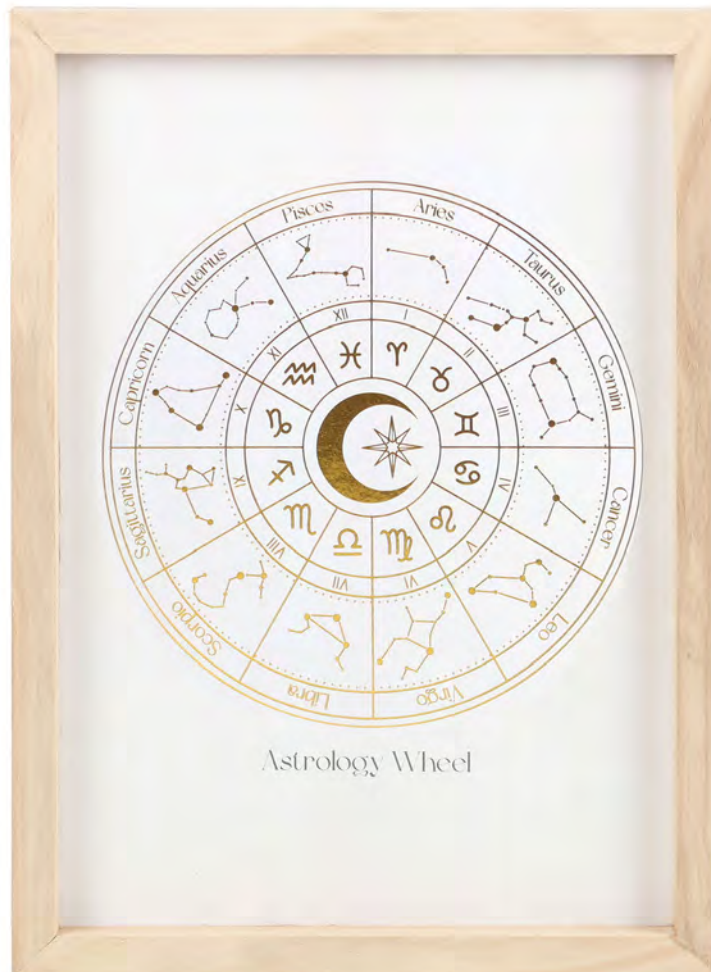 Aries
Taurus
Gemini
Cancer
Leo
Virgo
Libra
Scorpio
Sagittarius
Capricorn
Aquarius
Pisces
I
II
III
IV
V
VI
VII
VIII
X
XI
XII
Astrology Wheel